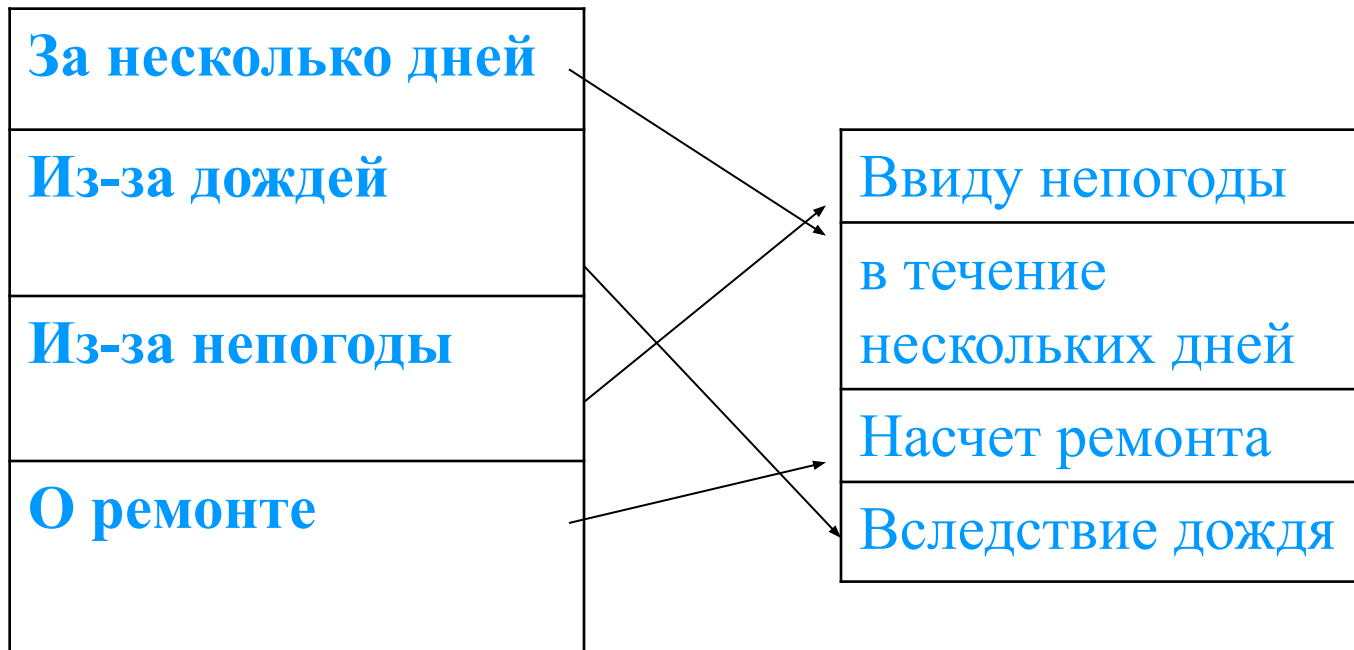 За несколько дней
Из-за дождей
Из-за непогоды
О ремонте
Ввиду непогоды
в течение
нескольких дней
Насчет ремонта
Вследствие дождя